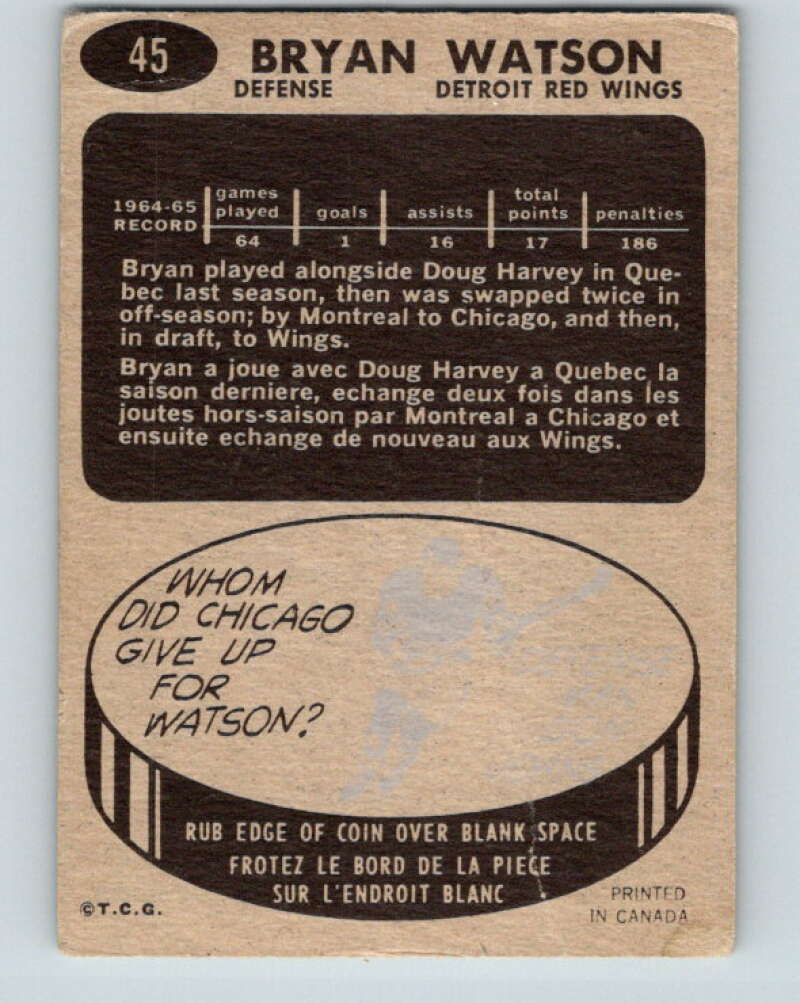 45
BRYAN WATSON
DEFENSE DETROIT RED WINGS
1964-65 RECORD games played goals assists total points penalties
64 1 16 17 186
Bryan played alongside Doug Harvey in Que-
bec last season, then was swapped twice in
off-season; by Montreal to Chicago, and then,
in draft, to Wings.
Bryan a joue avec Doug Harvey a Quebec la
saison derniere, echange deux fois dans les
joutes hors-saison par Montreal a Chicago et
ensuite echange de nouveau aux Wings.
WHOM
DID CHICAGO
GIVE UP
FOR
WATSON?
RUB EDGE OF COIN OVER BLANK SPACE
FROTEZ LE BORD DE LA PIECE
SUR L'ENDROIT BLANC
©T.C.G.
PRINTED
IN CANADA